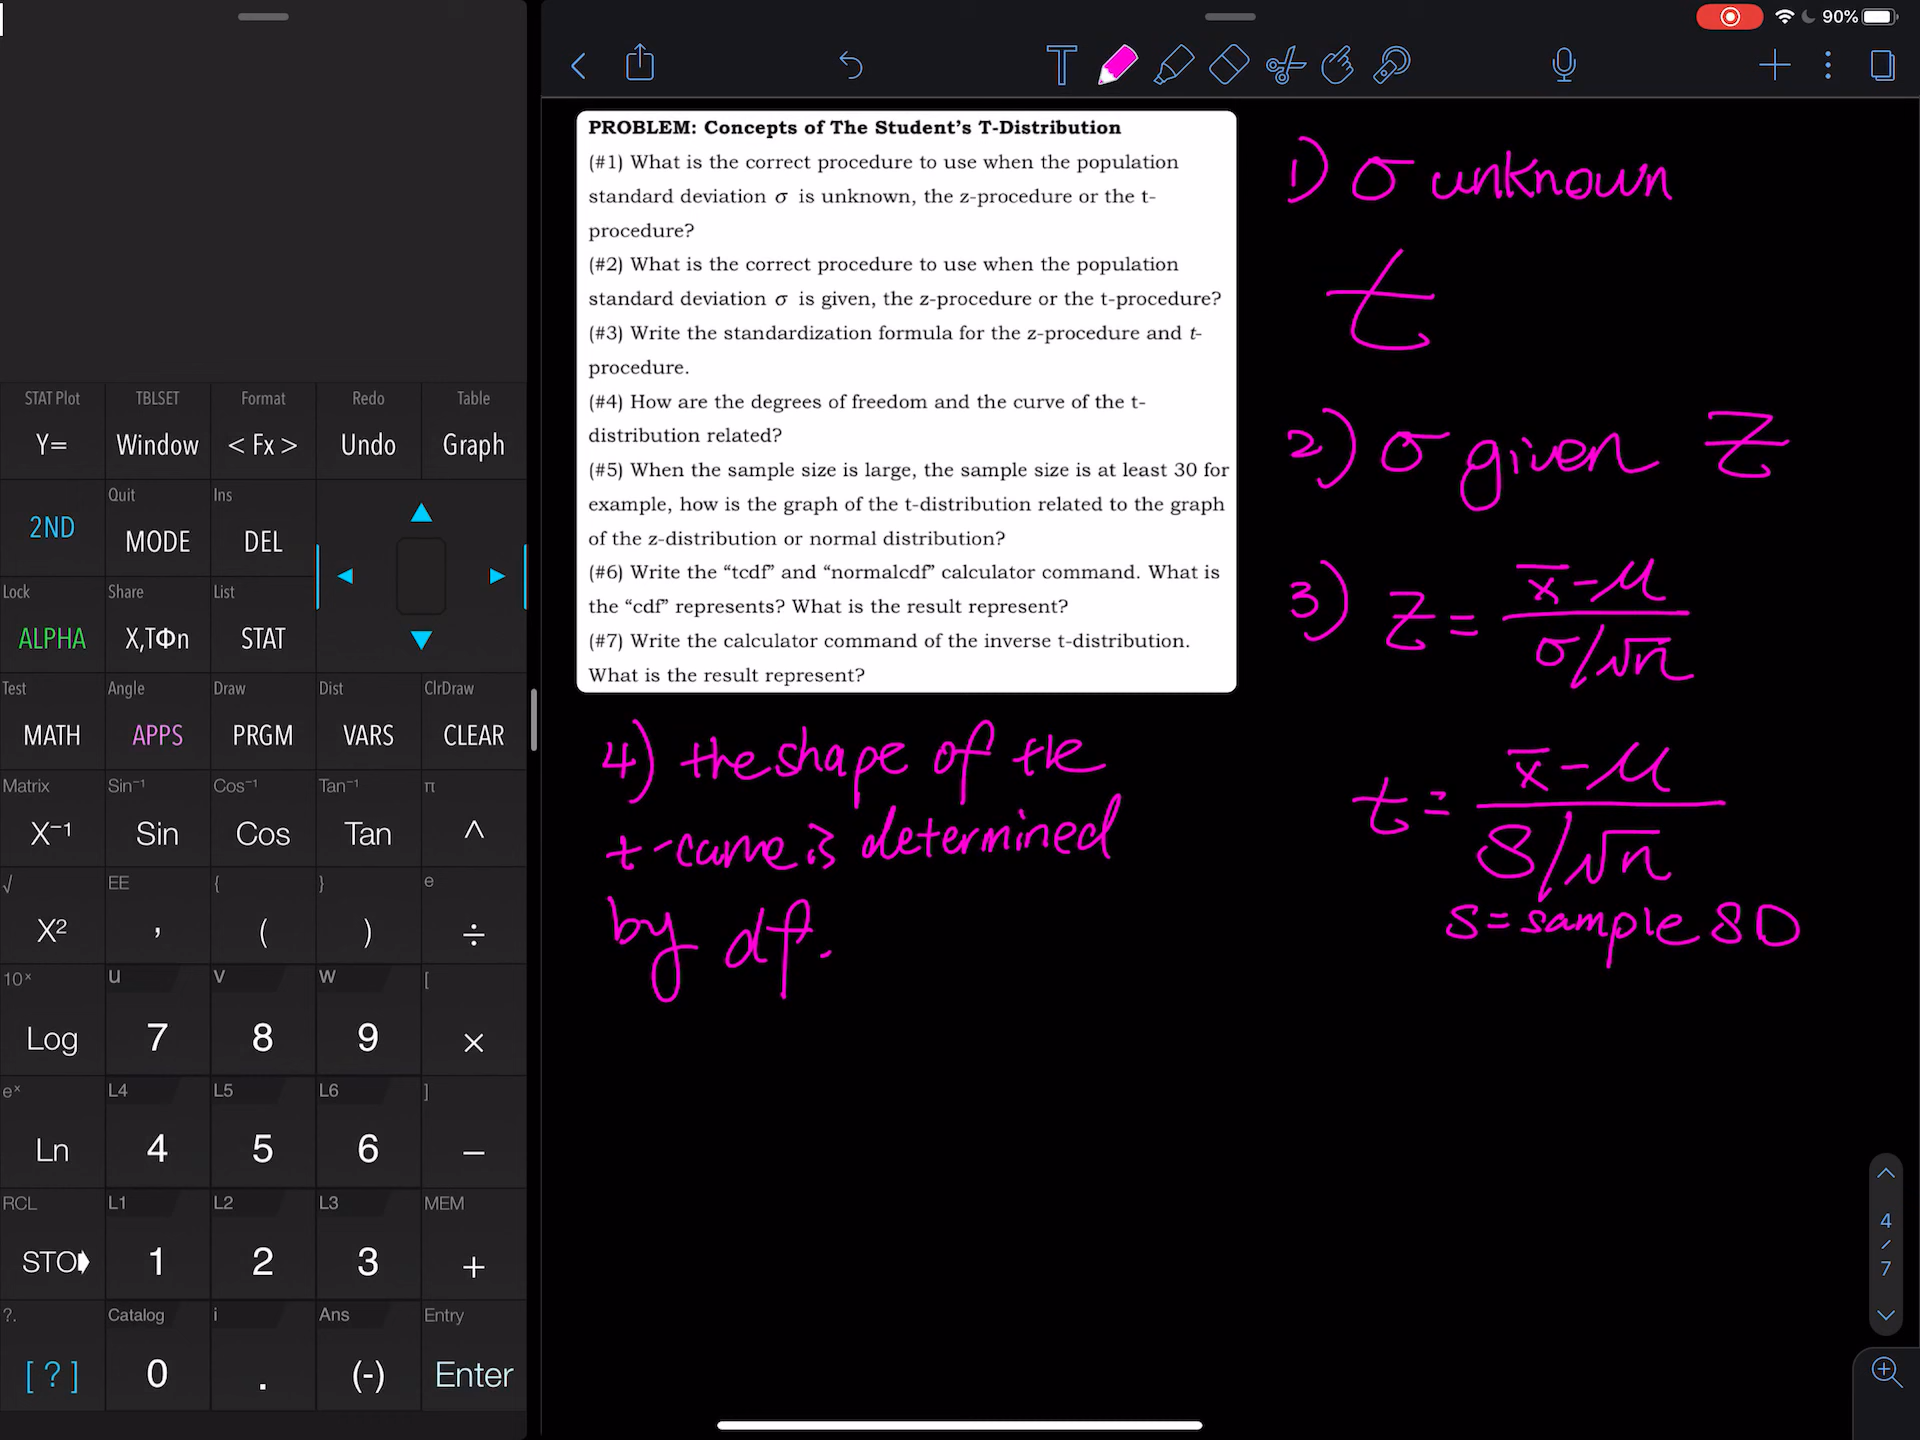 90%
STAT Plot TBLSET Format Redo Table
Y= Window < Fx > Undo Graph
Quit Ins
2ND MODE DEL
Lock Share List
ALPHA X,TΦn STAT
Test Angle Draw Dist ClrDraw
MATH APPS PRGM VARS CLEAR
Matrix Sin⁻¹ Cos⁻¹ Tan⁻¹ π
X⁻¹ Sin Cos Tan ^
√ EE { } e
X² , ( ) ÷
10ˣ u v w [
Log 7 8 9 ×
eˣ L4 L5 L6 ]
Ln 4 5 6 −
RCL L1 L2 L3 MEM
STO 1 2 3 +
?. Catalog i Ans Entry
[ ? ] 0 . (-) Enter
T
PROBLEM: Concepts of The Student's T-Distribution
(#1) What is the correct procedure to use when the population
standard deviation σ is unknown, the z-procedure or the t-
procedure?
(#2) What is the correct procedure to use when the population
standard deviation σ is given, the z-procedure or the t-procedure?
(#3) Write the standardization formula for the z-procedure and t-
procedure.
(#4) How are the degrees of freedom and the curve of the t-
distribution related?
(#5) When the sample size is large, the sample size is at least 30 for
example, how is the graph of the t-distribution related to the graph
of the z-distribution or normal distribution?
(#6) Write the “tcdf” and “normalcdf” calculator command. What is
the “cdf” represents? What is the result represent?
(#7) Write the calculator command of the inverse t-distribution.
What is the result represent?
1) σ unknown
t
2) σ given Z
3) Z = x̄-μ
σ/√n
t = x̄-μ
S/√n
S = sample SD
4) the shape of the
t-curve is determined
by df.
4
/
7